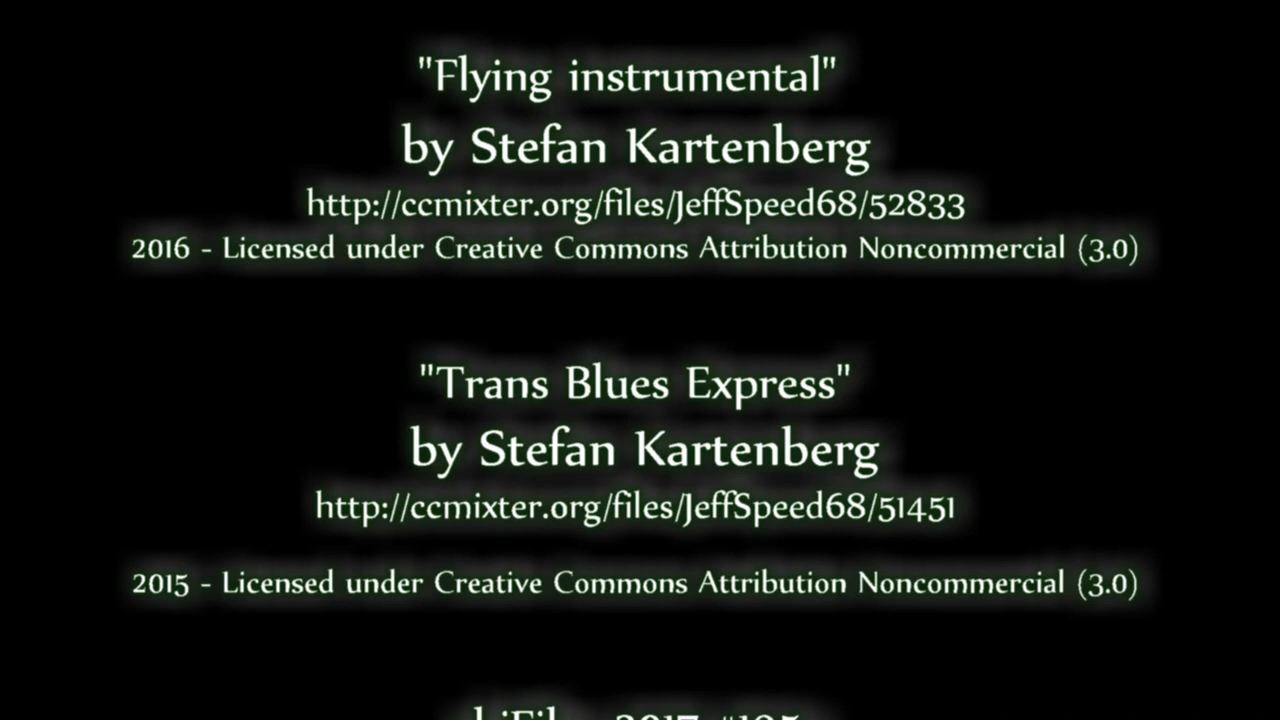 "Flying instrumental"
by Stefan Kartenberg
http://ccmixter.org/files/JeffSpeed68/52833
2016 - Licensed under Creative Commons Attribution Noncommercial (3.0)
"Trans Blues Express"
by Stefan Kartenberg
http://ccmixter.org/files/JeffSpeed68/51451
2015 - Licensed under Creative Commons Attribution Noncommercial (3.0)
2017